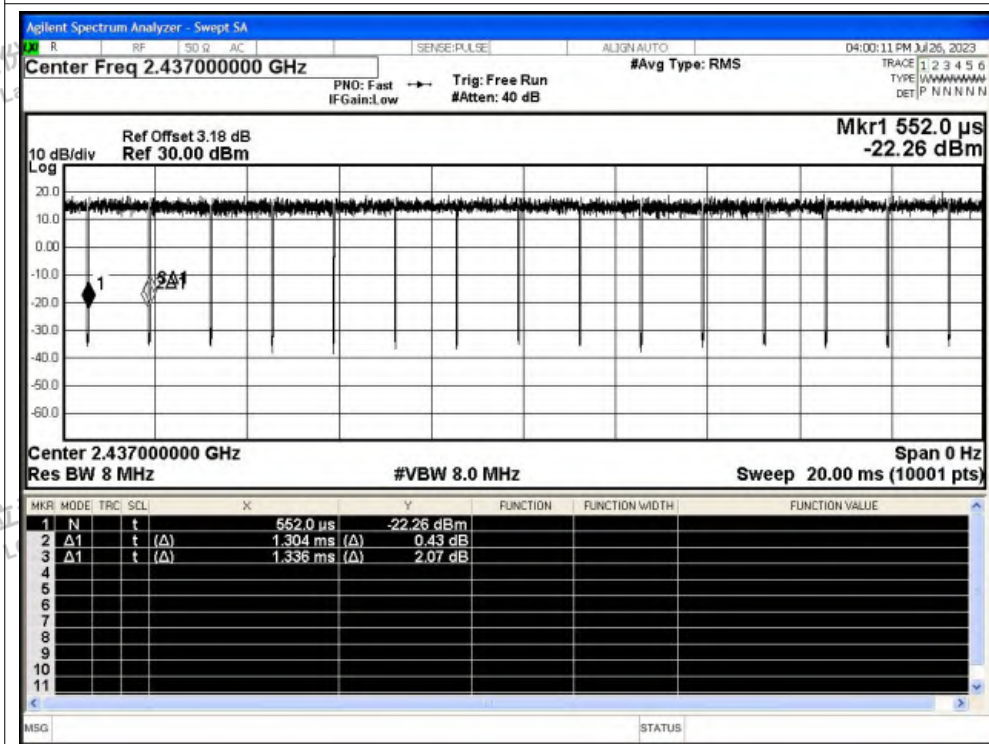 Agilent Spectrum Analyzer - Swept SA
LXI R RF 50 Ω AC SENSE:PULSE ALIGN AUTO 04:00:11 PM Jul 26, 2023
Center Freq 2.437000000 GHz #Avg Type: RMS TRACE 1 2 3 4 5 6
PNO: Fast Trig: Free Run TYPE WWWWWW
IFGain:Low #Atten: 40 dB DET P N N N N N
Mkr1 552.0 µs
Ref Offset 3.18 dB
10 dB/div Ref 30.00 dBm -22.26 dBm
Log
20.0
10.0
0.00
-10.0
1
-20.0
-30.0
-40.0
-50.0
-60.0
Center 2.437000000 GHz Span 0 Hz
Res BW 8 MHz #VBW 8.0 MHz Sweep 20.00 ms (10001 pts)
MKR MODE TRC SCL X Y FUNCTION FUNCTION WIDTH FUNCTION VALUE
1 N t 552.0 µs -22.26 dBm
2 Δ1 t (Δ) 1.304 ms (Δ) 0.43 dB
3 Δ1 t (Δ) 1.336 ms (Δ) 2.07 dB
4
5
6
7
8
9
10
11
MSG STATUS